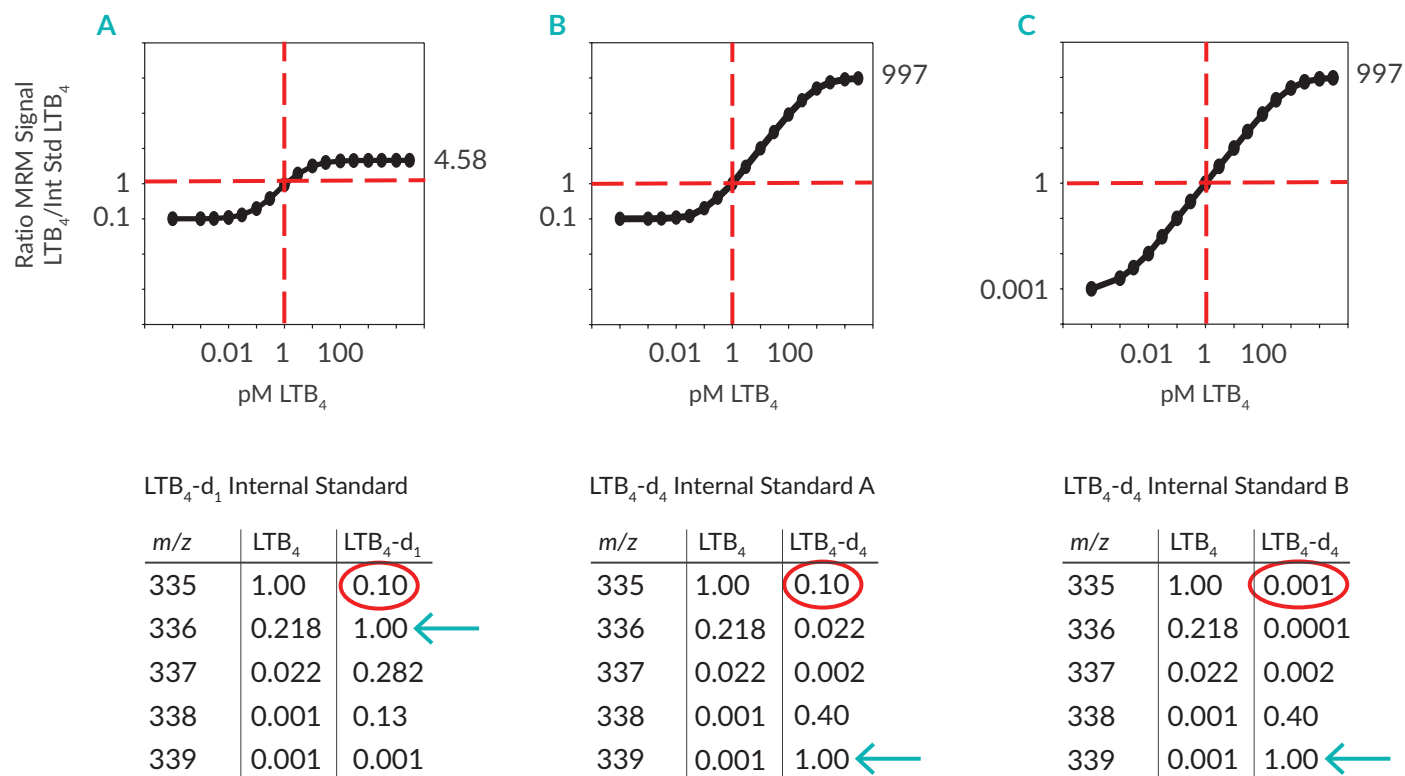 A
B
C
Ratio MRM Signal
LTB₄/Int Std LTB₄
1
0.1
4.58
0.01 1 100
pM LTB₄
1
0.1
997
0.01 1 100
pM LTB₄
1
0.001
997
0.01 1 100
pM LTB₄
LTB₄-d₁ Internal Standard
m/z LTB₄ LTB₄-d₁
335 1.00 0.10
336 0.218 1.00
337 0.022 0.282
338 0.001 0.13
339 0.001 0.001
LTB₄-d₄ Internal Standard A
m/z LTB₄ LTB₄-d₄
335 1.00 0.10
336 0.218 0.022
337 0.022 0.002
338 0.001 0.40
339 0.001 1.00
LTB₄-d₄ Internal Standard B
m/z LTB₄ LTB₄-d₄
335 1.00 0.001
336 0.218 0.0001
337 0.022 0.002
338 0.001 0.40
339 0.001 1.00